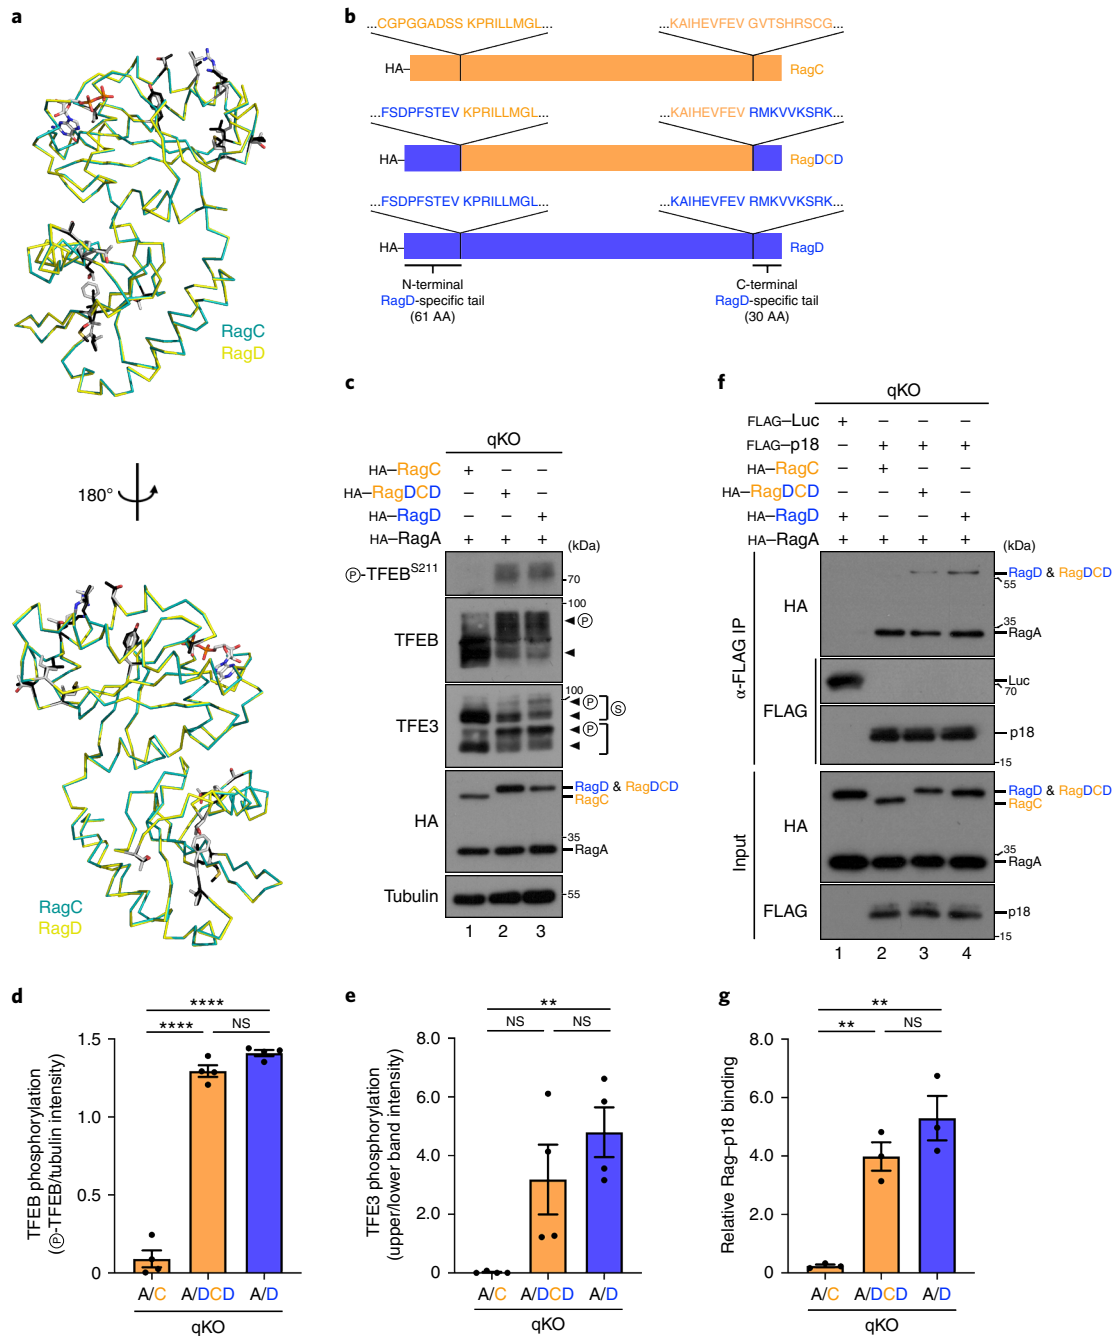 a
RagC
RagD
180°
RagC
RagD
b
...CGPGGADSS KPRILLMGL...
...KAIHEVFEV GVTSHRSCG...
HA
RagC
...FSDPFSTEV KPRILLMGL...
...KAIHEVFEV RMKVVKSRK...
HA
RagDCD
...FSDPFSTEV KPRILLMGL...
...KAIHEVFEV RMKVVKSRK...
HA
RagD
N-terminal
RagD-specific tail
(61 AA)
C-terminal
RagD-specific tail
(30 AA)
c
qKO
HA–RagC + – –
HA–RagDCD – + –
HA–RagD – – +
HA–RagA + + +
(kDa)
Ⓟ-TFEB^S211
70
TFEB
100
Ⓟ
TFE3
100
Ⓟ
Ⓢ
Ⓟ
HA
RagD & RagDCD
RagC
35
RagA
Tubulin
55
1 2 3
f
qKO
FLAG–Luc + – – –
FLAG–p18 – + + +
HA–RagC – + – –
HA–RagDCD – – + –
HA–RagD + – – +
HA–RagA + + + +
(kDa)
α-FLAG IP
HA
RagD & RagDCD
55
35
RagA
FLAG
Luc
70
p18
15
Input
HA
RagD & RagDCD
RagC
35
RagA
FLAG
p18
15
1 2 3 4
d
****
**** NS
TFEB phosphorylation
(Ⓟ-TFEB/tubulin intensity)
1.5
1.0
0.5
0
A/C A/DCD A/D
qKO
e
**
NS NS
TFE3 phosphorylation
(upper/lower band intensity)
8.0
6.0
4.0
2.0
0
A/C A/DCD A/D
qKO
g
**
** NS
Relative Rag–p18 binding
8.0
6.0
4.0
2.0
0
A/C A/DCD A/D
qKO